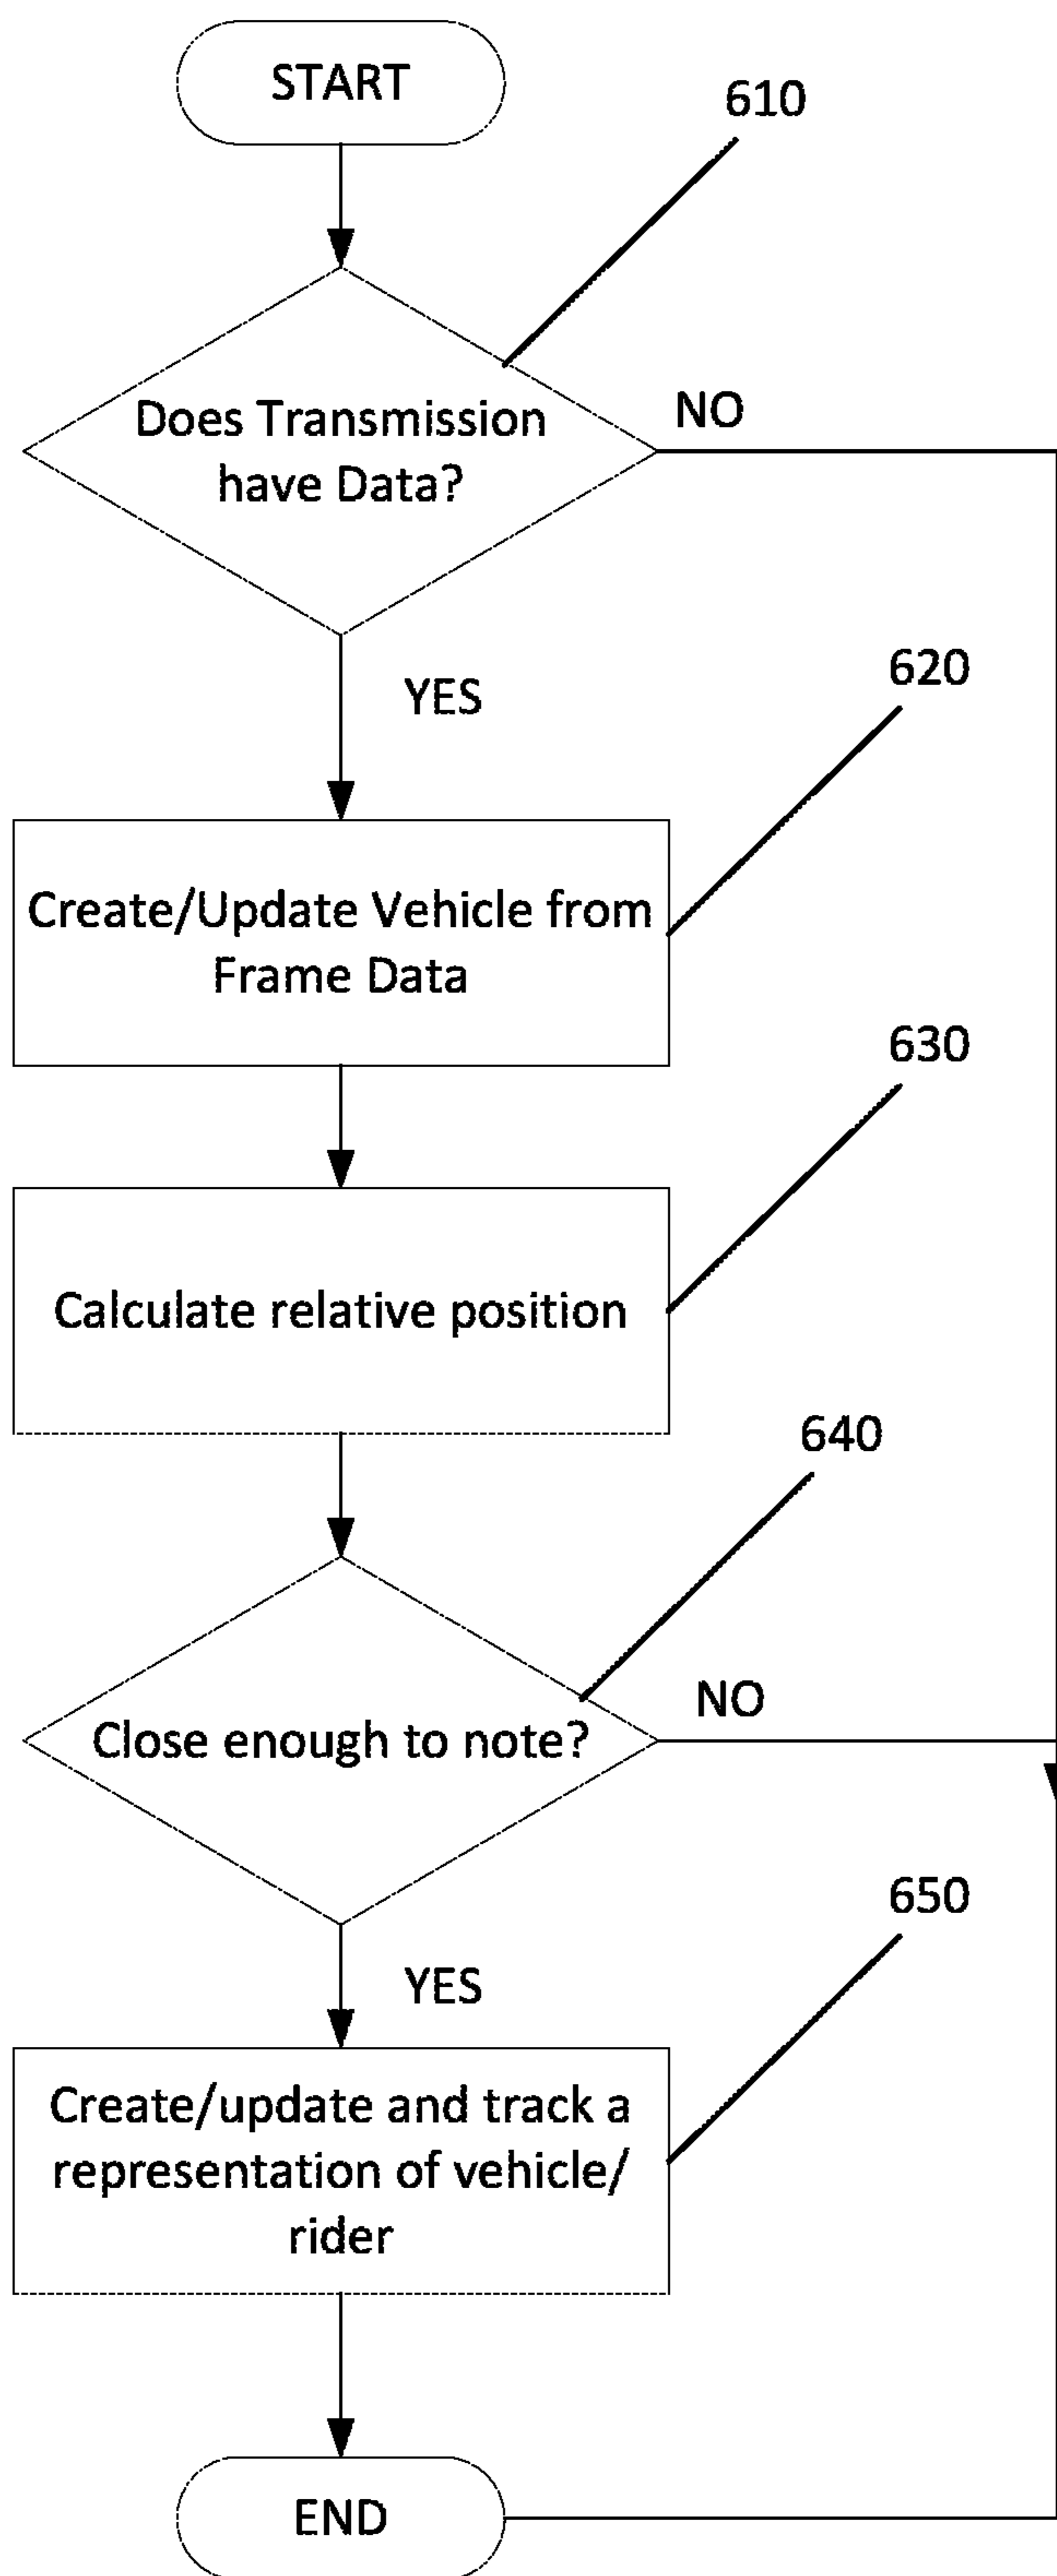 START
610
Does Transmission
have Data?
NO
YES
620
Create/Update Vehicle from
Frame Data
630
Calculate relative position
640
Close enough to note?
NO
YES
650
Create/update and track a
representation of vehicle/
rider
END